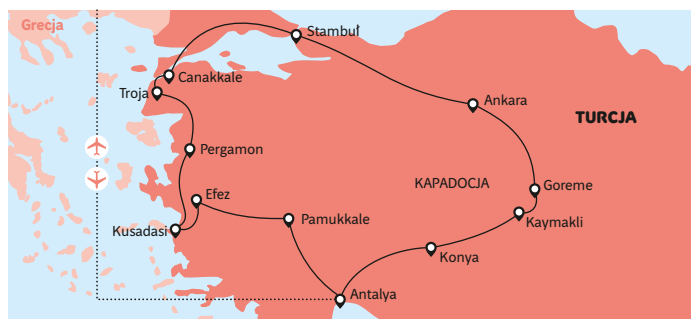 Grecja
Stambuł
Canakkale
Troja
Ankara
TURCJA
Pergamon
KAPADOCJA
Goreme
Efez
Pamukkale
Kaymakli
Kusadasi
Konya
Antalya